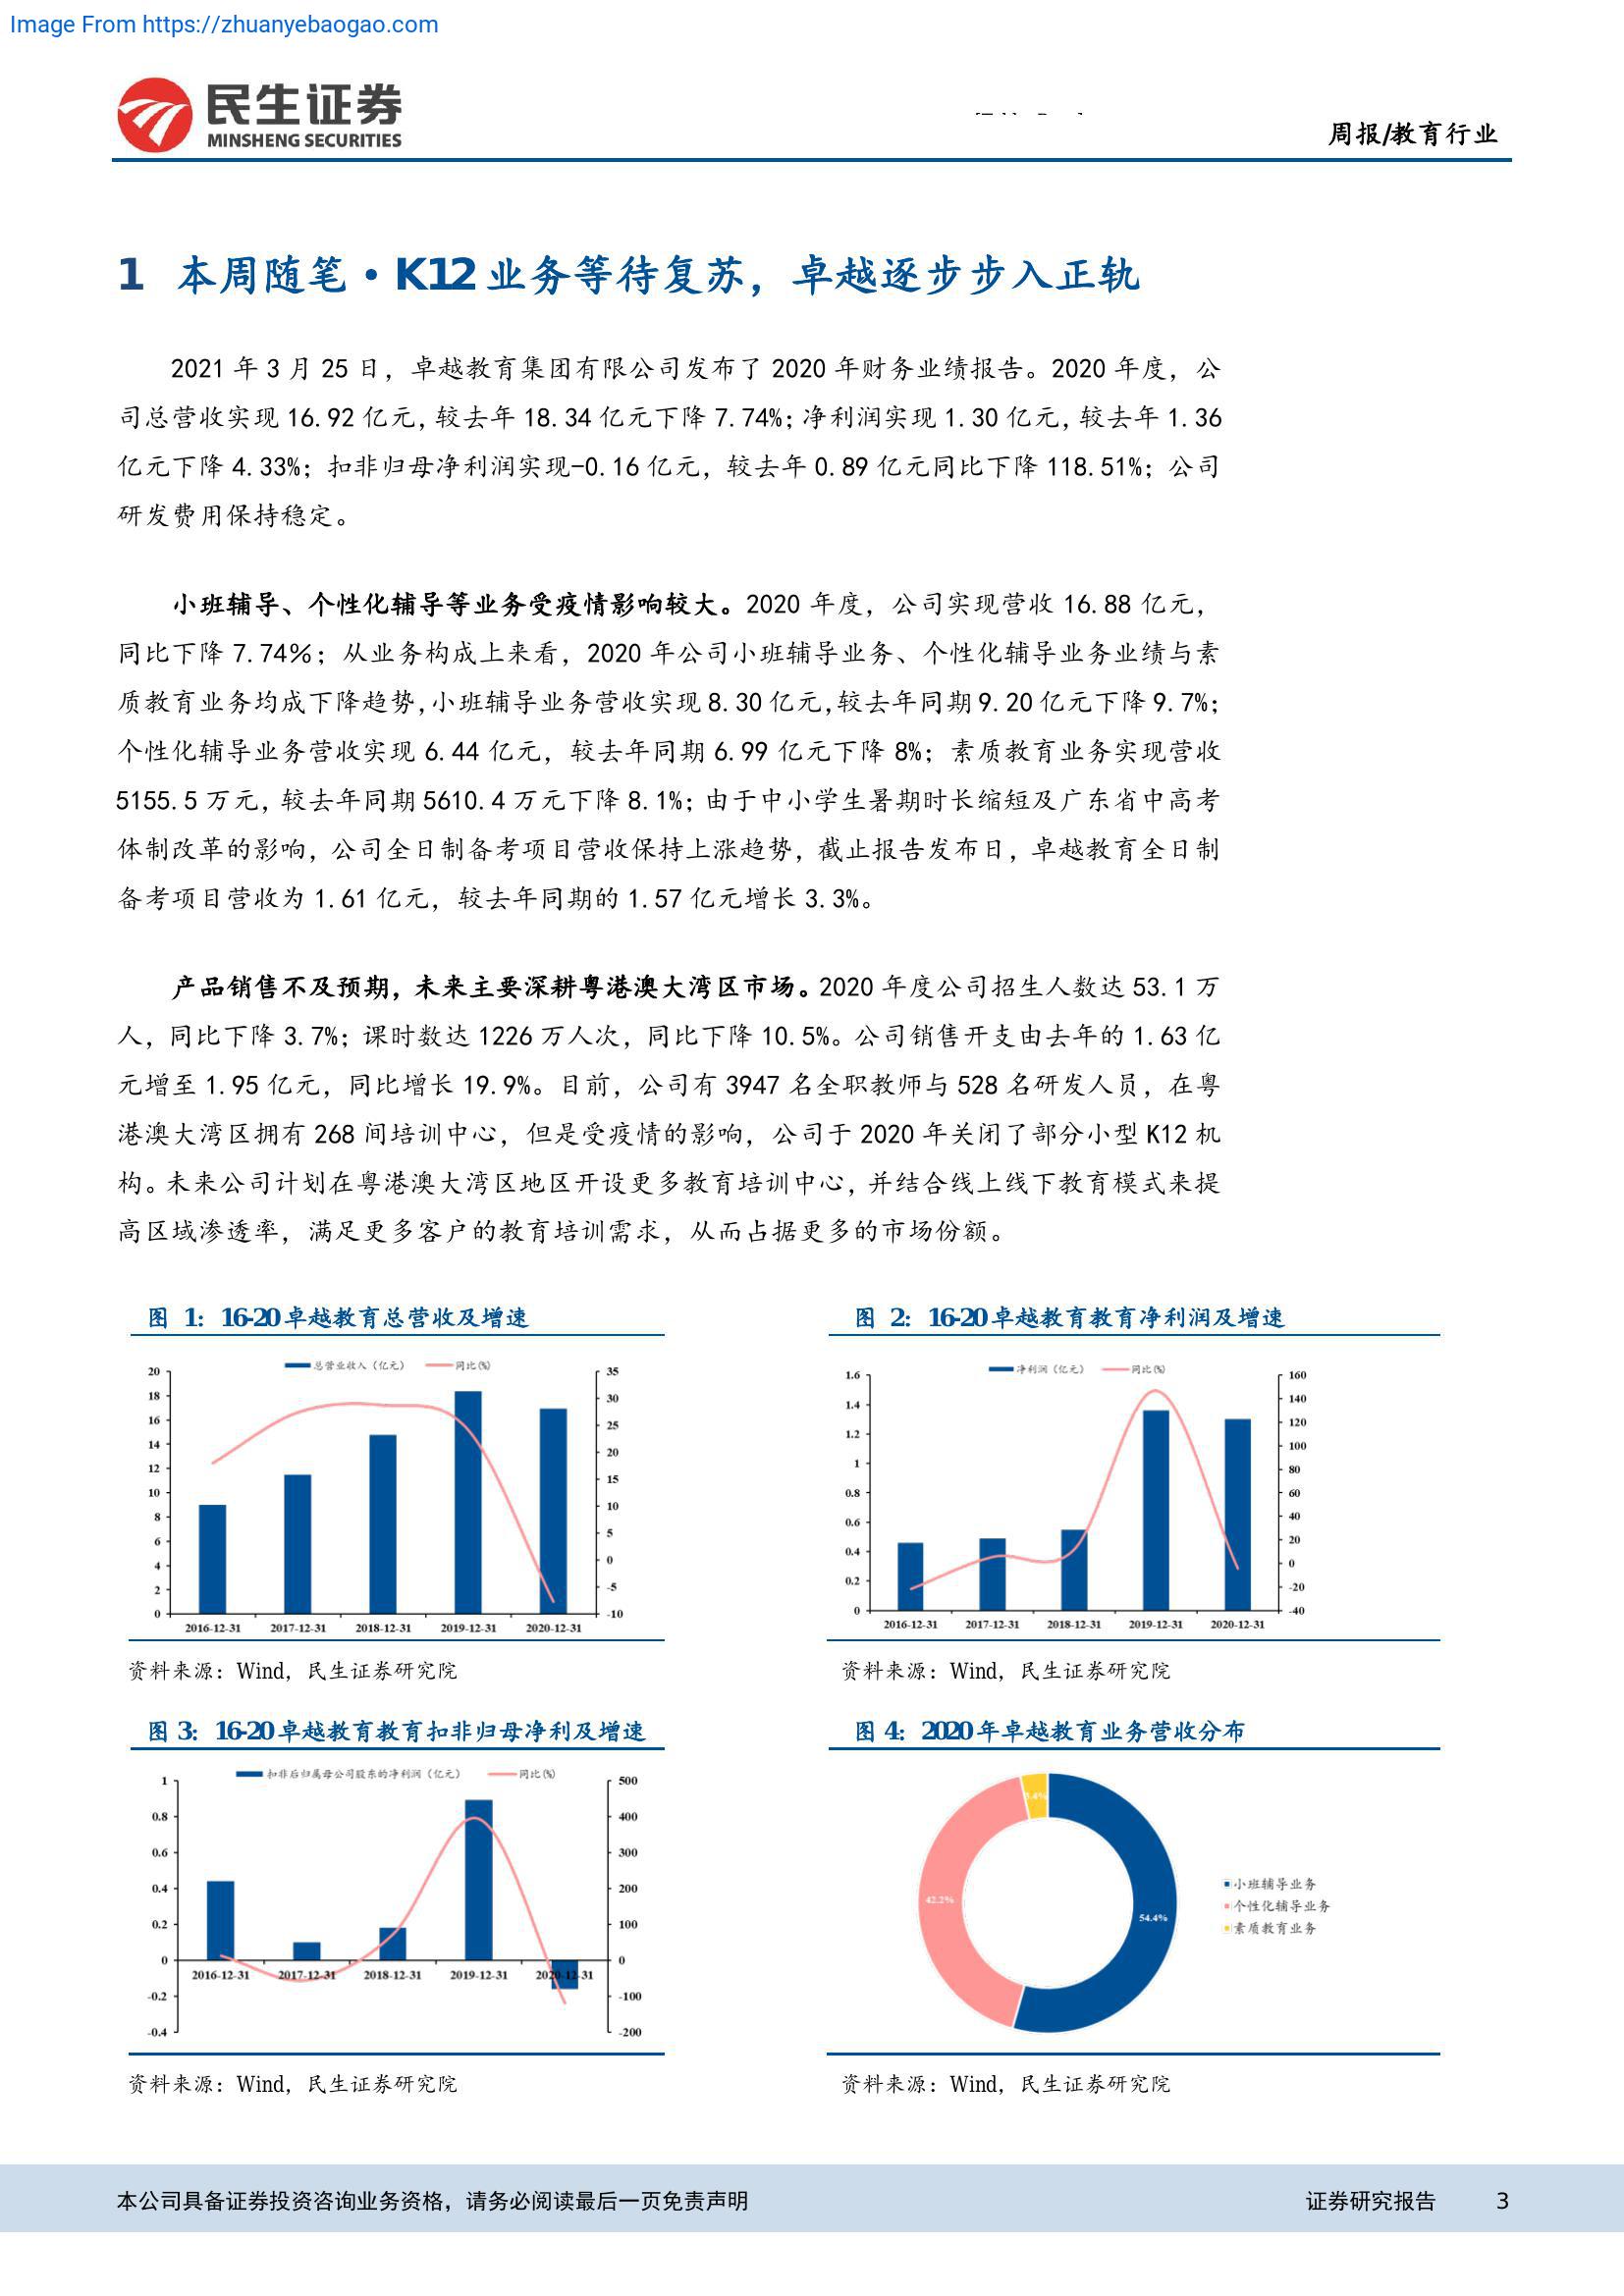 Image From https://zhuanyebaogao.com
民生证券
MINSHENG SECURITIES
周报/教育行业
1 本周随笔·K12业务等待复苏，卓越逐步步入正轨
2021 年 3 月 25 日，卓越教育集团有限公司发布了 2020 年财务业绩报告。2020 年度，公
司总营收实现 16.92 亿元，较去年 18.34 亿元下降 7.74%；净利润实现 1.30 亿元，较去年 1.36
亿元下降 4.33%；扣非归母净利润实现-0.16 亿元，较去年 0.89 亿元同比下降 118.51%；公司
研发费用保持稳定。
小班辅导、个性化辅导等业务受疫情影响较大。2020 年度，公司实现营收 16.88 亿元，
同比下降 7.74%；从业务构成上来看，2020 年公司小班辅导业务、个性化辅导业务业绩与素
质教育业务均成下降趋势，小班辅导业务营收实现 8.30 亿元，较去年同期 9.20 亿元下降 9.7%；
个性化辅导业务营收实现 6.44 亿元，较去年同期 6.99 亿元下降 8%；素质教育业务实现营收
5155.5 万元，较去年同期 5610.4 万元下降 8.1%；由于中小学生暑期时长缩短及广东省中高考
体制改革的影响，公司全日制备考项目营收保持上涨趋势，截止报告发布日，卓越教育全日制
备考项目营收为 1.61 亿元，较去年同期的 1.57 亿元增长 3.3%。
产品销售不及预期，未来主要深耕粤港澳大湾区市场。2020 年度公司招生人数达 53.1 万
人，同比下降 3.7%；课时数达 1226 万人次，同比下降 10.5%。公司销售开支由去年的 1.63 亿
元增至 1.95 亿元，同比增长 19.9%。目前，公司有 3947 名全职教师与 528 名研发人员，在粤
港澳大湾区拥有 268 间培训中心，但是受疫情的影响，公司于 2020 年关闭了部分小型 K12 机
构。未来公司计划在粤港澳大湾区地区开设更多教育培训中心，并结合线上线下教育模式来提
高区域渗透率，满足更多客户的教育培训需求，从而占据更多的市场份额。
图 1：16-20卓越教育总营收及增速
总营业收入（亿元） 同比(%)
20 35
18 30
16 25
14 20
12 15
10 10
8 5
6 0
4 -5
2 -10
0
2016-12-31 2017-12-31 2018-12-31 2019-12-31 2020-12-31
资料来源：Wind，民生证券研究院
图 2：16-20卓越教育教育净利润及增速
净利润（亿元） 同比(%)
1.6 160
1.4 140
1.2 120
1 100
0.8 80
0.6 60
0.4 40
0.2 20
0 0
-20
-40
2016-12-31 2017-12-31 2018-12-31 2019-12-31 2020-12-31
资料来源：Wind，民生证券研究院
图 3：16-20卓越教育教育扣非归母净利及增速
扣非后归属母公司股东的净利润（亿元） 同比(%)
1 500
0.8 400
0.6 300
0.4 200
0.2 100
0 0
-0.2 -100
-0.4 -200
2016-12-31 2017-12-31 2018-12-31 2019-12-31 2020-12-31
资料来源：Wind，民生证券研究院
图 4：2020年卓越教育业务营收分布
3.4%
42.2%
54.4%
小班辅导业务
个性化辅导业务
素质教育业务
资料来源：Wind，民生证券研究院
本公司具备证券投资咨询业务资格，请务必阅读最后一页免责声明
证券研究报告 3